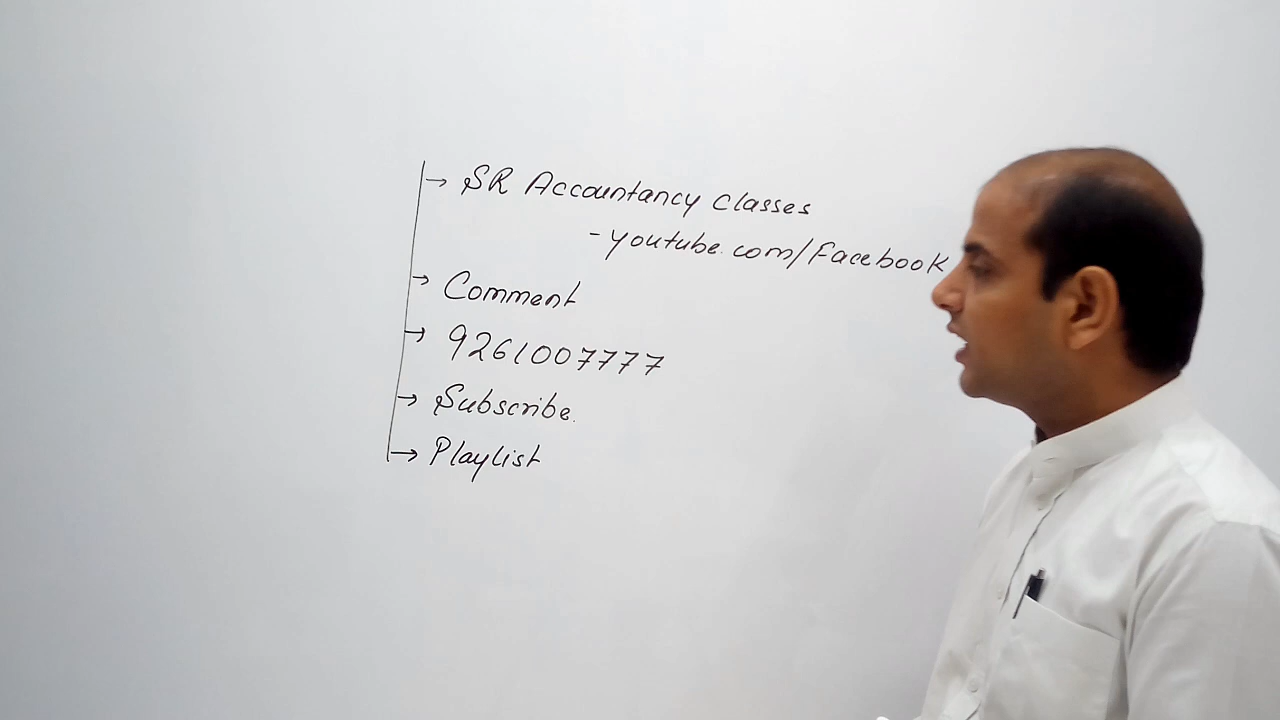 → SR Accountancy Classes
- youtube.com/Facebook
→ Comment
→ 9261007777
→ Subscribe.
→ Playlist